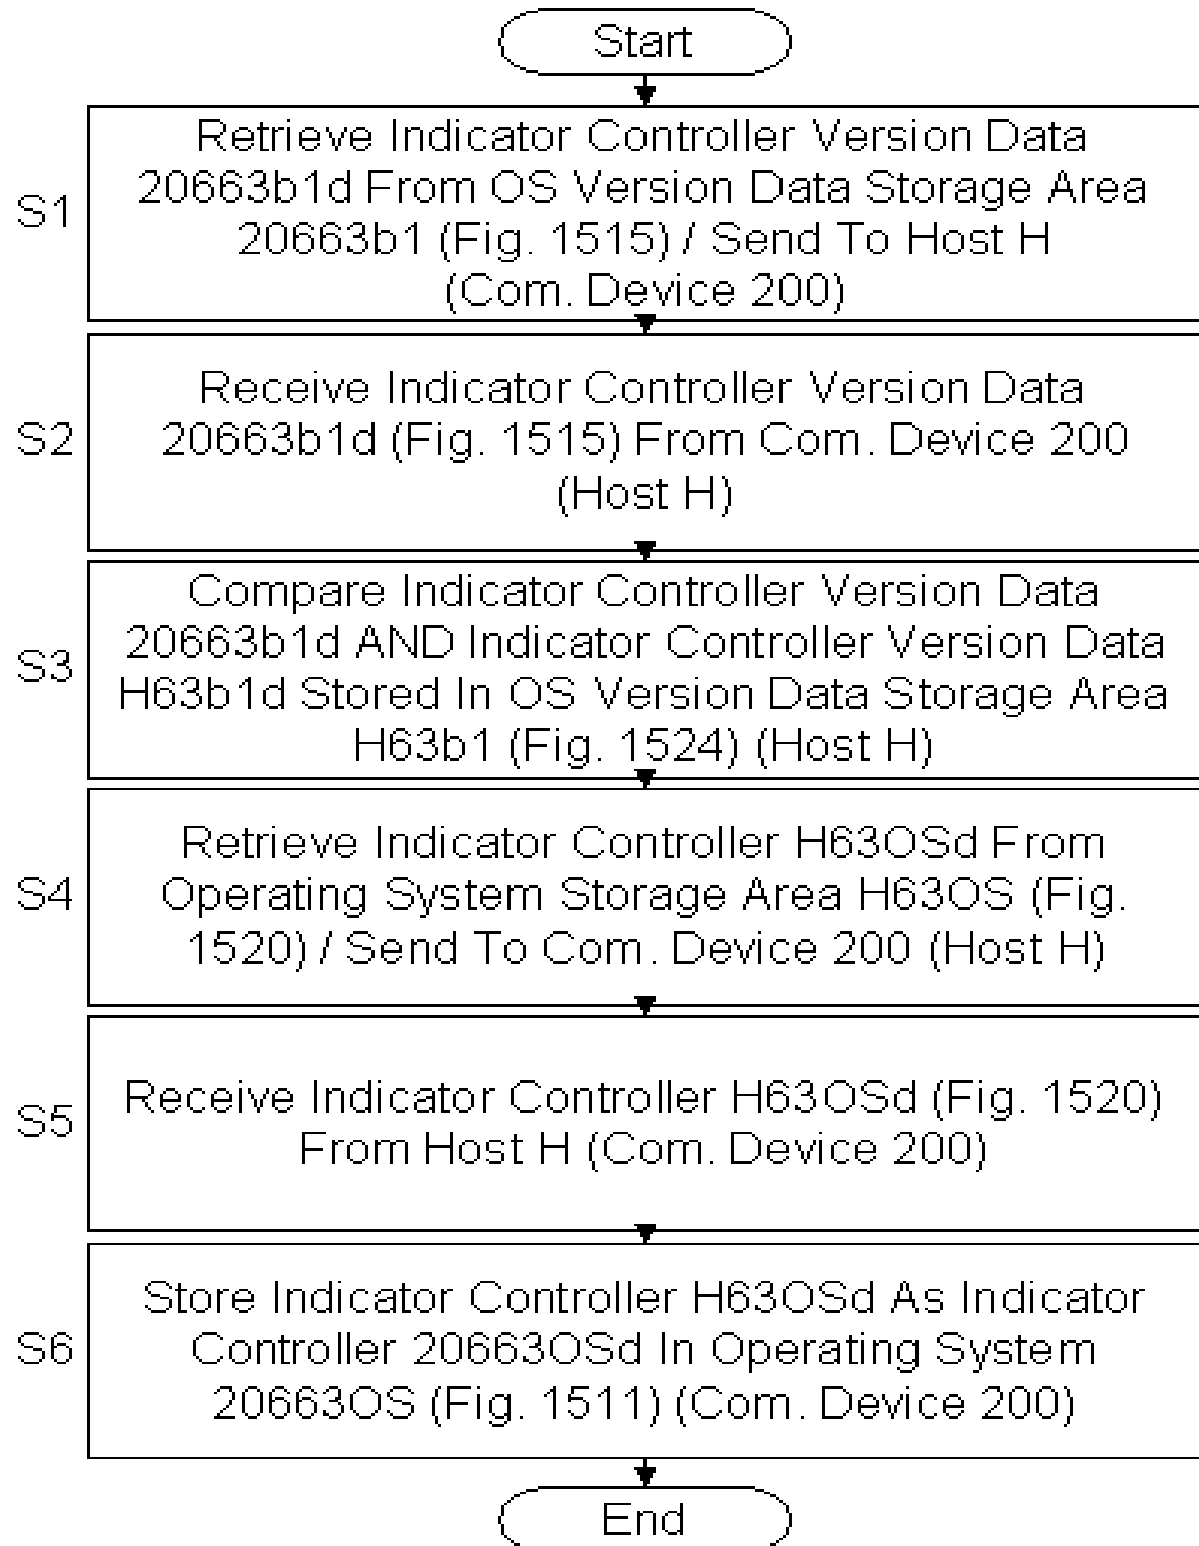 Start
S1
Retrieve Indicator Controller Version Data
20663b1d From OS Version Data Storage Area
20663b1 (Fig. 1515) / Send To Host H
(Com. Device 200)
S2
Receive Indicator Controller Version Data
20663b1d (Fig. 1515) From Com. Device 200
(Host H)
S3
Compare Indicator Controller Version Data
20663b1d AND Indicator Controller Version Data
H63b1d Stored In OS Version Data Storage Area
H63b1 (Fig. 1524) (Host H)
S4
Retrieve Indicator Controller H63OSd From
Operating System Storage Area H63OS (Fig.
1520) / Send To Com. Device 200 (Host H)
S5
Receive Indicator Controller H63OSd (Fig. 1520)
From Host H (Com. Device 200)
S6
Store Indicator Controller H63OSd As Indicator
Controller 20663OSd In Operating System
20663OS (Fig. 1511) (Com. Device 200)
End